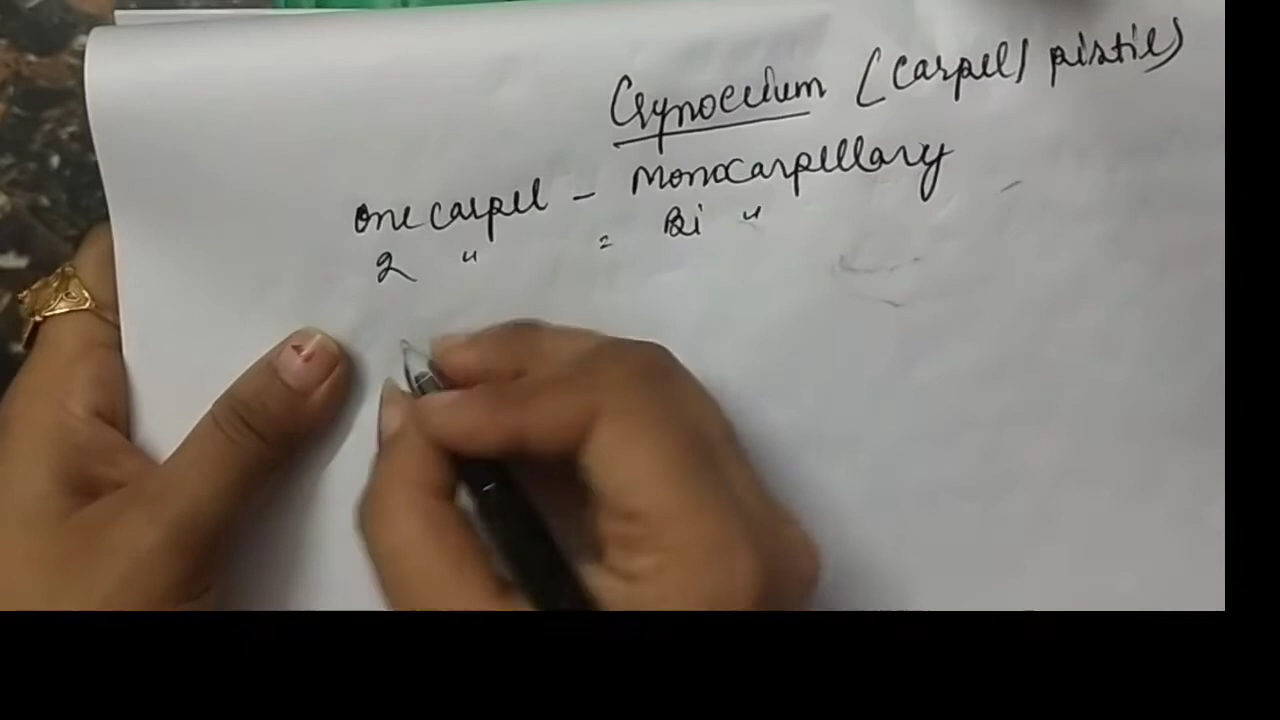 Gynoecium (Carpel/ pistil)
one carpel - Monocarpellary
2 " = Bi "